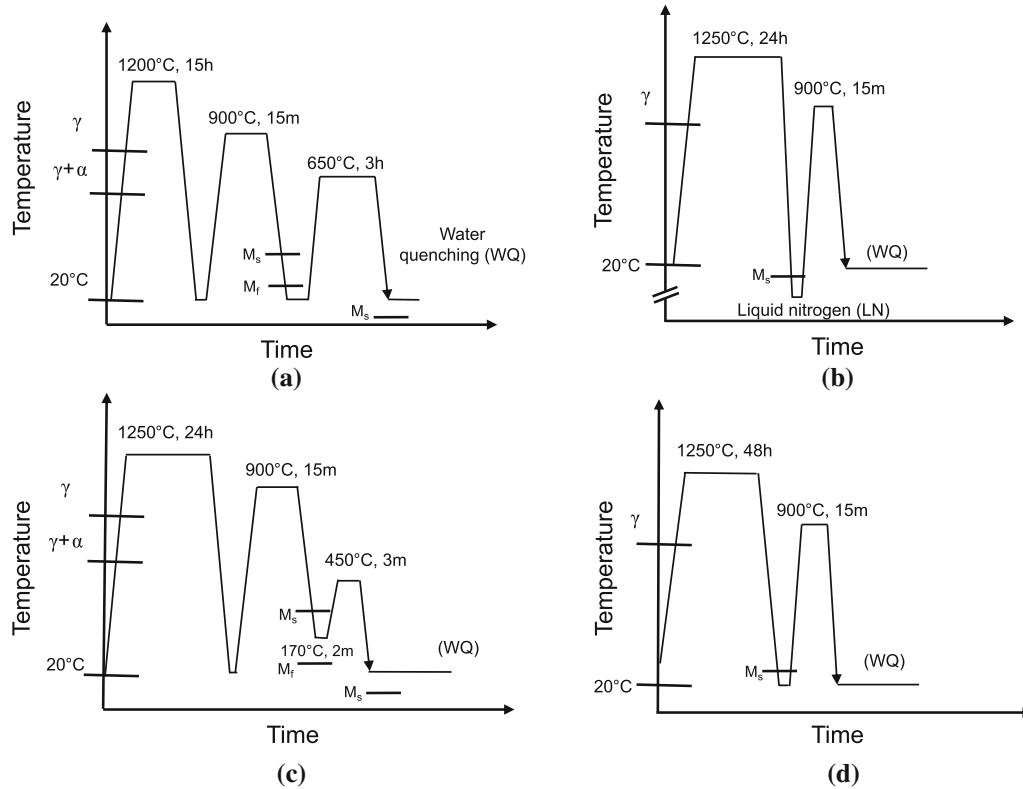 1200°C, 15h
900°C, 15m
γ
γ+α
650°C, 3h
Temperature
Water
quenching (WQ)
Ms
Mf
20°C
Ms
Time
(a)
1250°C, 24h
900°C, 15m
γ
Temperature
20°C
(WQ)
Ms
Liquid nitrogen (LN)
Time
(b)
1250°C, 24h
900°C, 15m
γ
γ+α
450°C, 3m
Temperature
Ms
170°C, 2m
Mf
20°C
(WQ)
Ms
Time
(c)
1250°C, 48h
900°C, 15m
γ
Temperature
Ms
20°C
(WQ)
Time
(d)